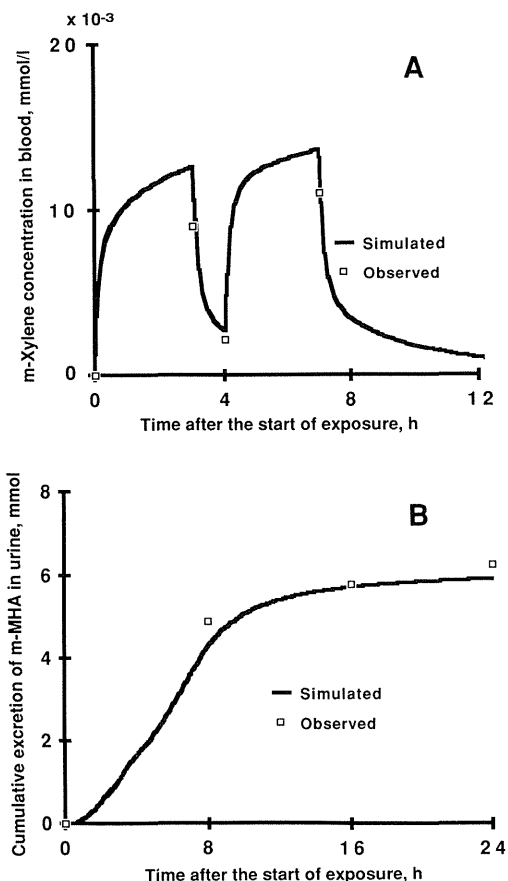 x 10-³
20
A
10
Simulated
Observed
0
0
4
8
12
m-Xylene concentration in blood, mmol/l
Time after the start of exposure, h
8
B
6
4
Simulated
Observed
2
0
0
8
16
24
Cumulative excretion of m-MHA in urine, mmol
Time after the start of exposure, h